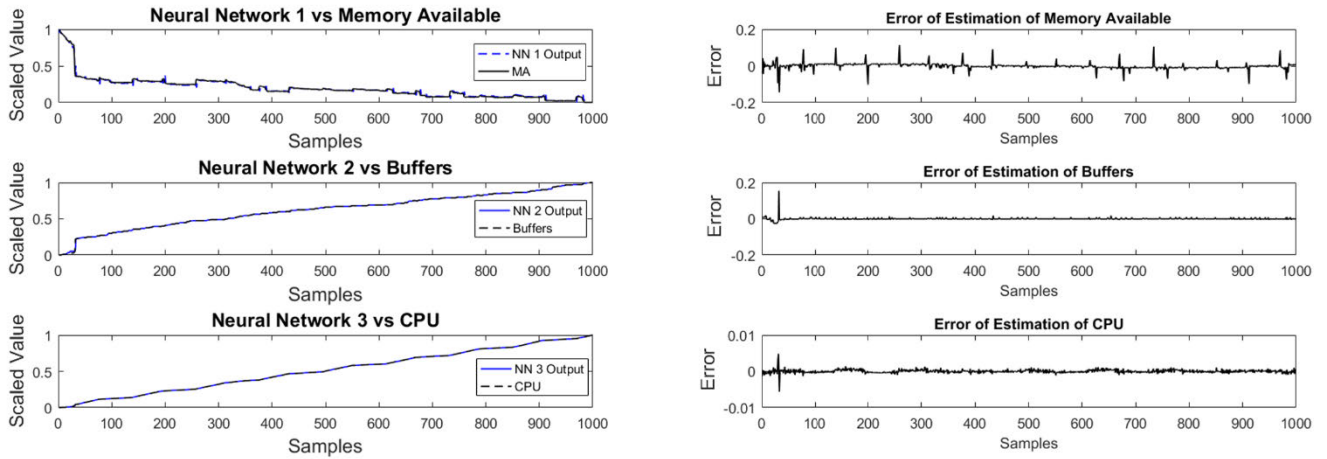 Neural Network 1 vs Memory Available
Scaled Value
1
0.5
0
NN 1 Output
MA
0 100 200 300 400 500 600 700 800 900 1000
Samples
Error of Estimation of Memory Available
Error
0.2
0
-0.2
0 100 200 300 400 500 600 700 800 900 1000
Samples
Neural Network 2 vs Buffers
Scaled Value
1
0.5
0
NN 2 Output
Buffers
0 100 200 300 400 500 600 700 800 900 1000
Samples
Error of Estimation of Buffers
Error
0.2
0
-0.2
0 100 200 300 400 500 600 700 800 900 1000
Samples
Neural Network 3 vs CPU
Scaled Value
1
0.5
0
NN 3 Output
CPU
0 100 200 300 400 500 600 700 800 900 1000
Samples
Error of Estimation of CPU
Error
0.01
0
-0.01
0 100 200 300 400 500 600 700 800 900 1000
Samples